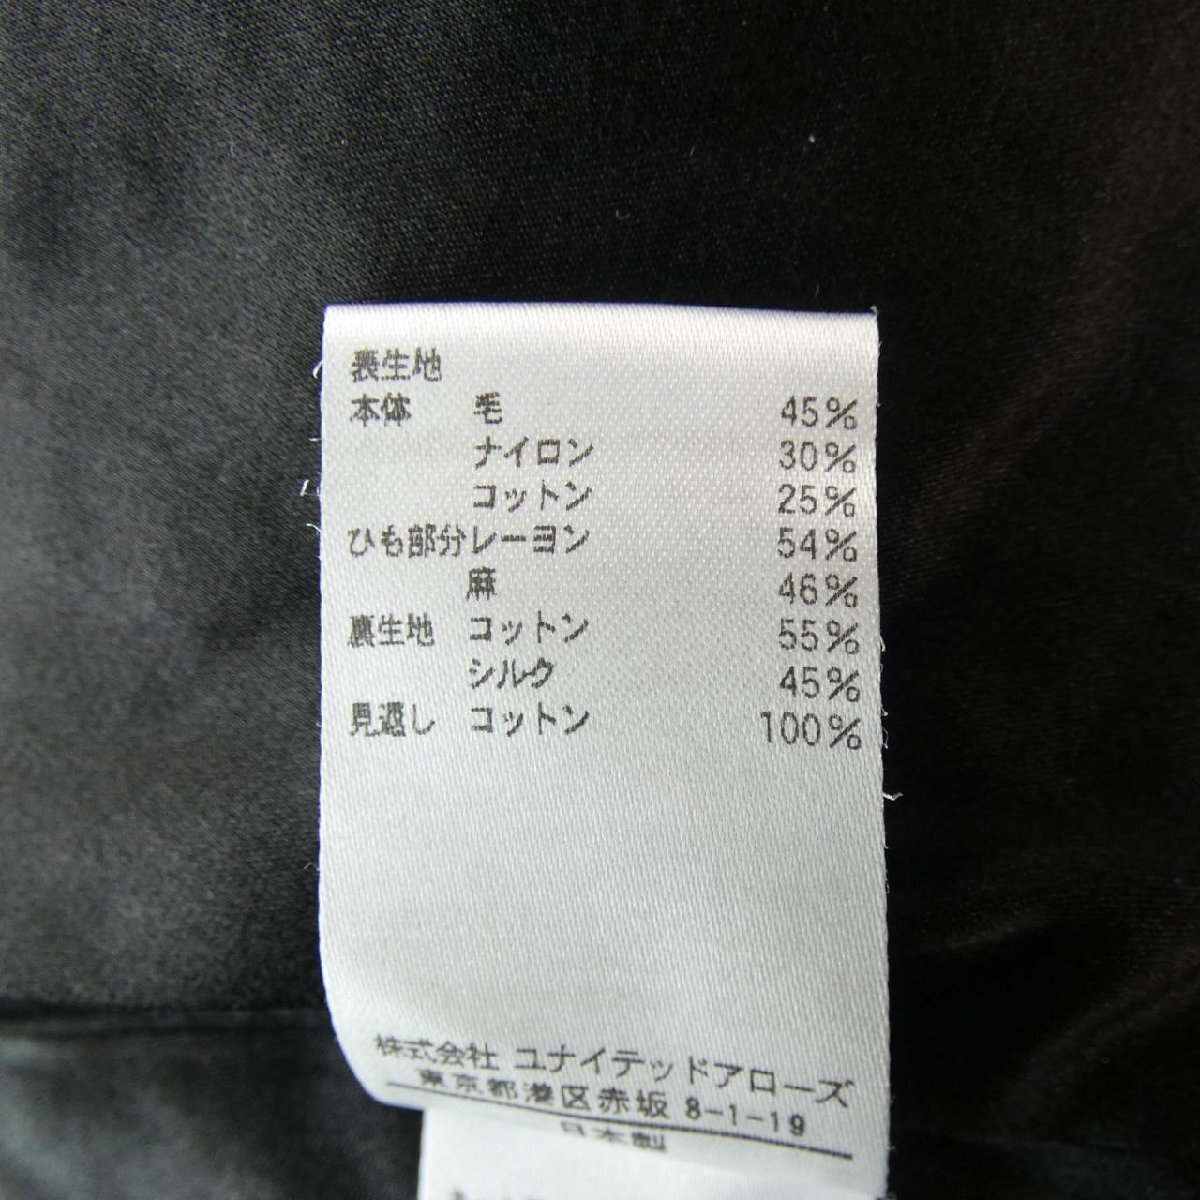 表生地
本体 毛 45%
ナイロン 30%
コットン 25%
ひも部分 レーヨン 54%
麻 46%
裏生地 コットン 55%
シルク 45%
見返し コットン 100%
株式会社 ユナイテッドアローズ
東京都港区赤坂 8-1-19
日本製